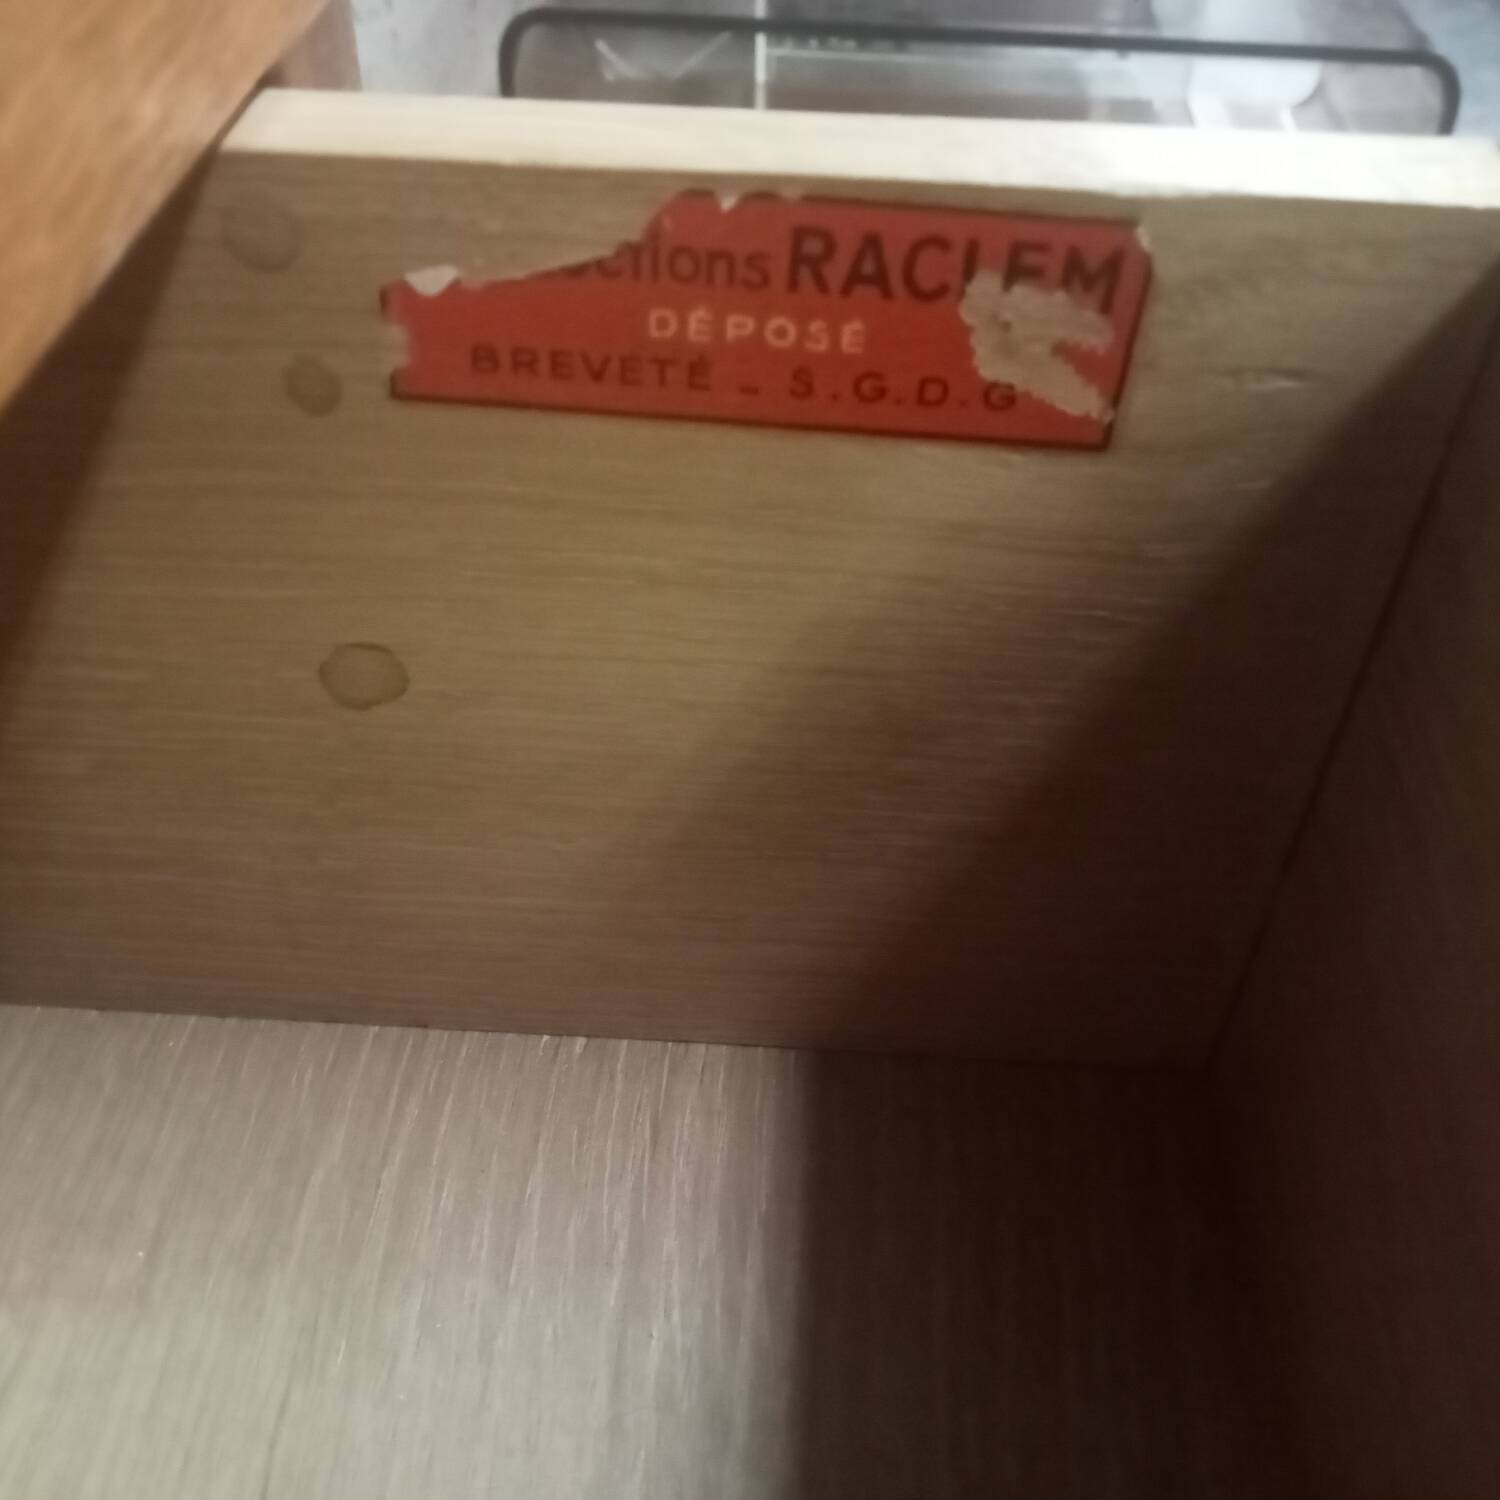 RACLEM
DÉPOSÉ
BREVETÉ - S.G.D.G